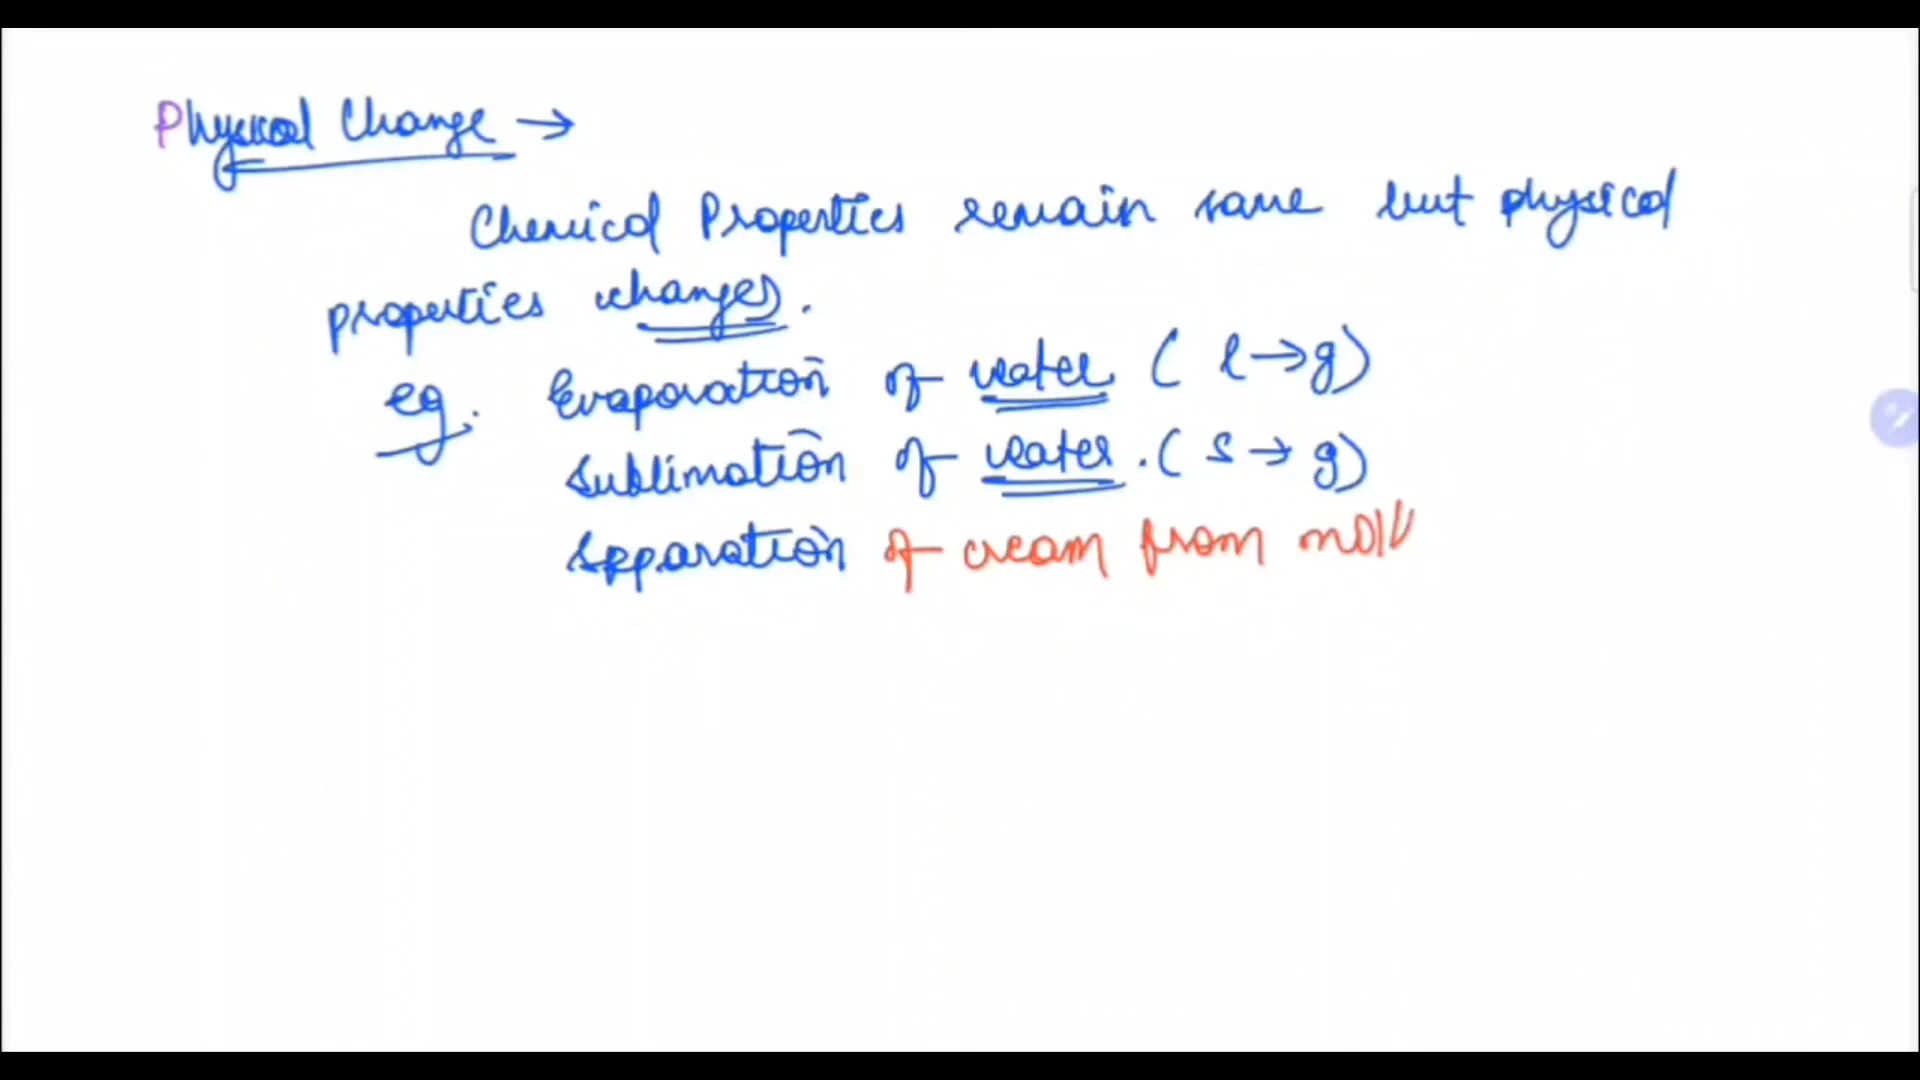 Physical Change →
Chemical Properties remain same but physical
properties changes.
eg. Evaporation of water ( l → g )
Sublimation of water. ( s → g )
Separation of cream from milk